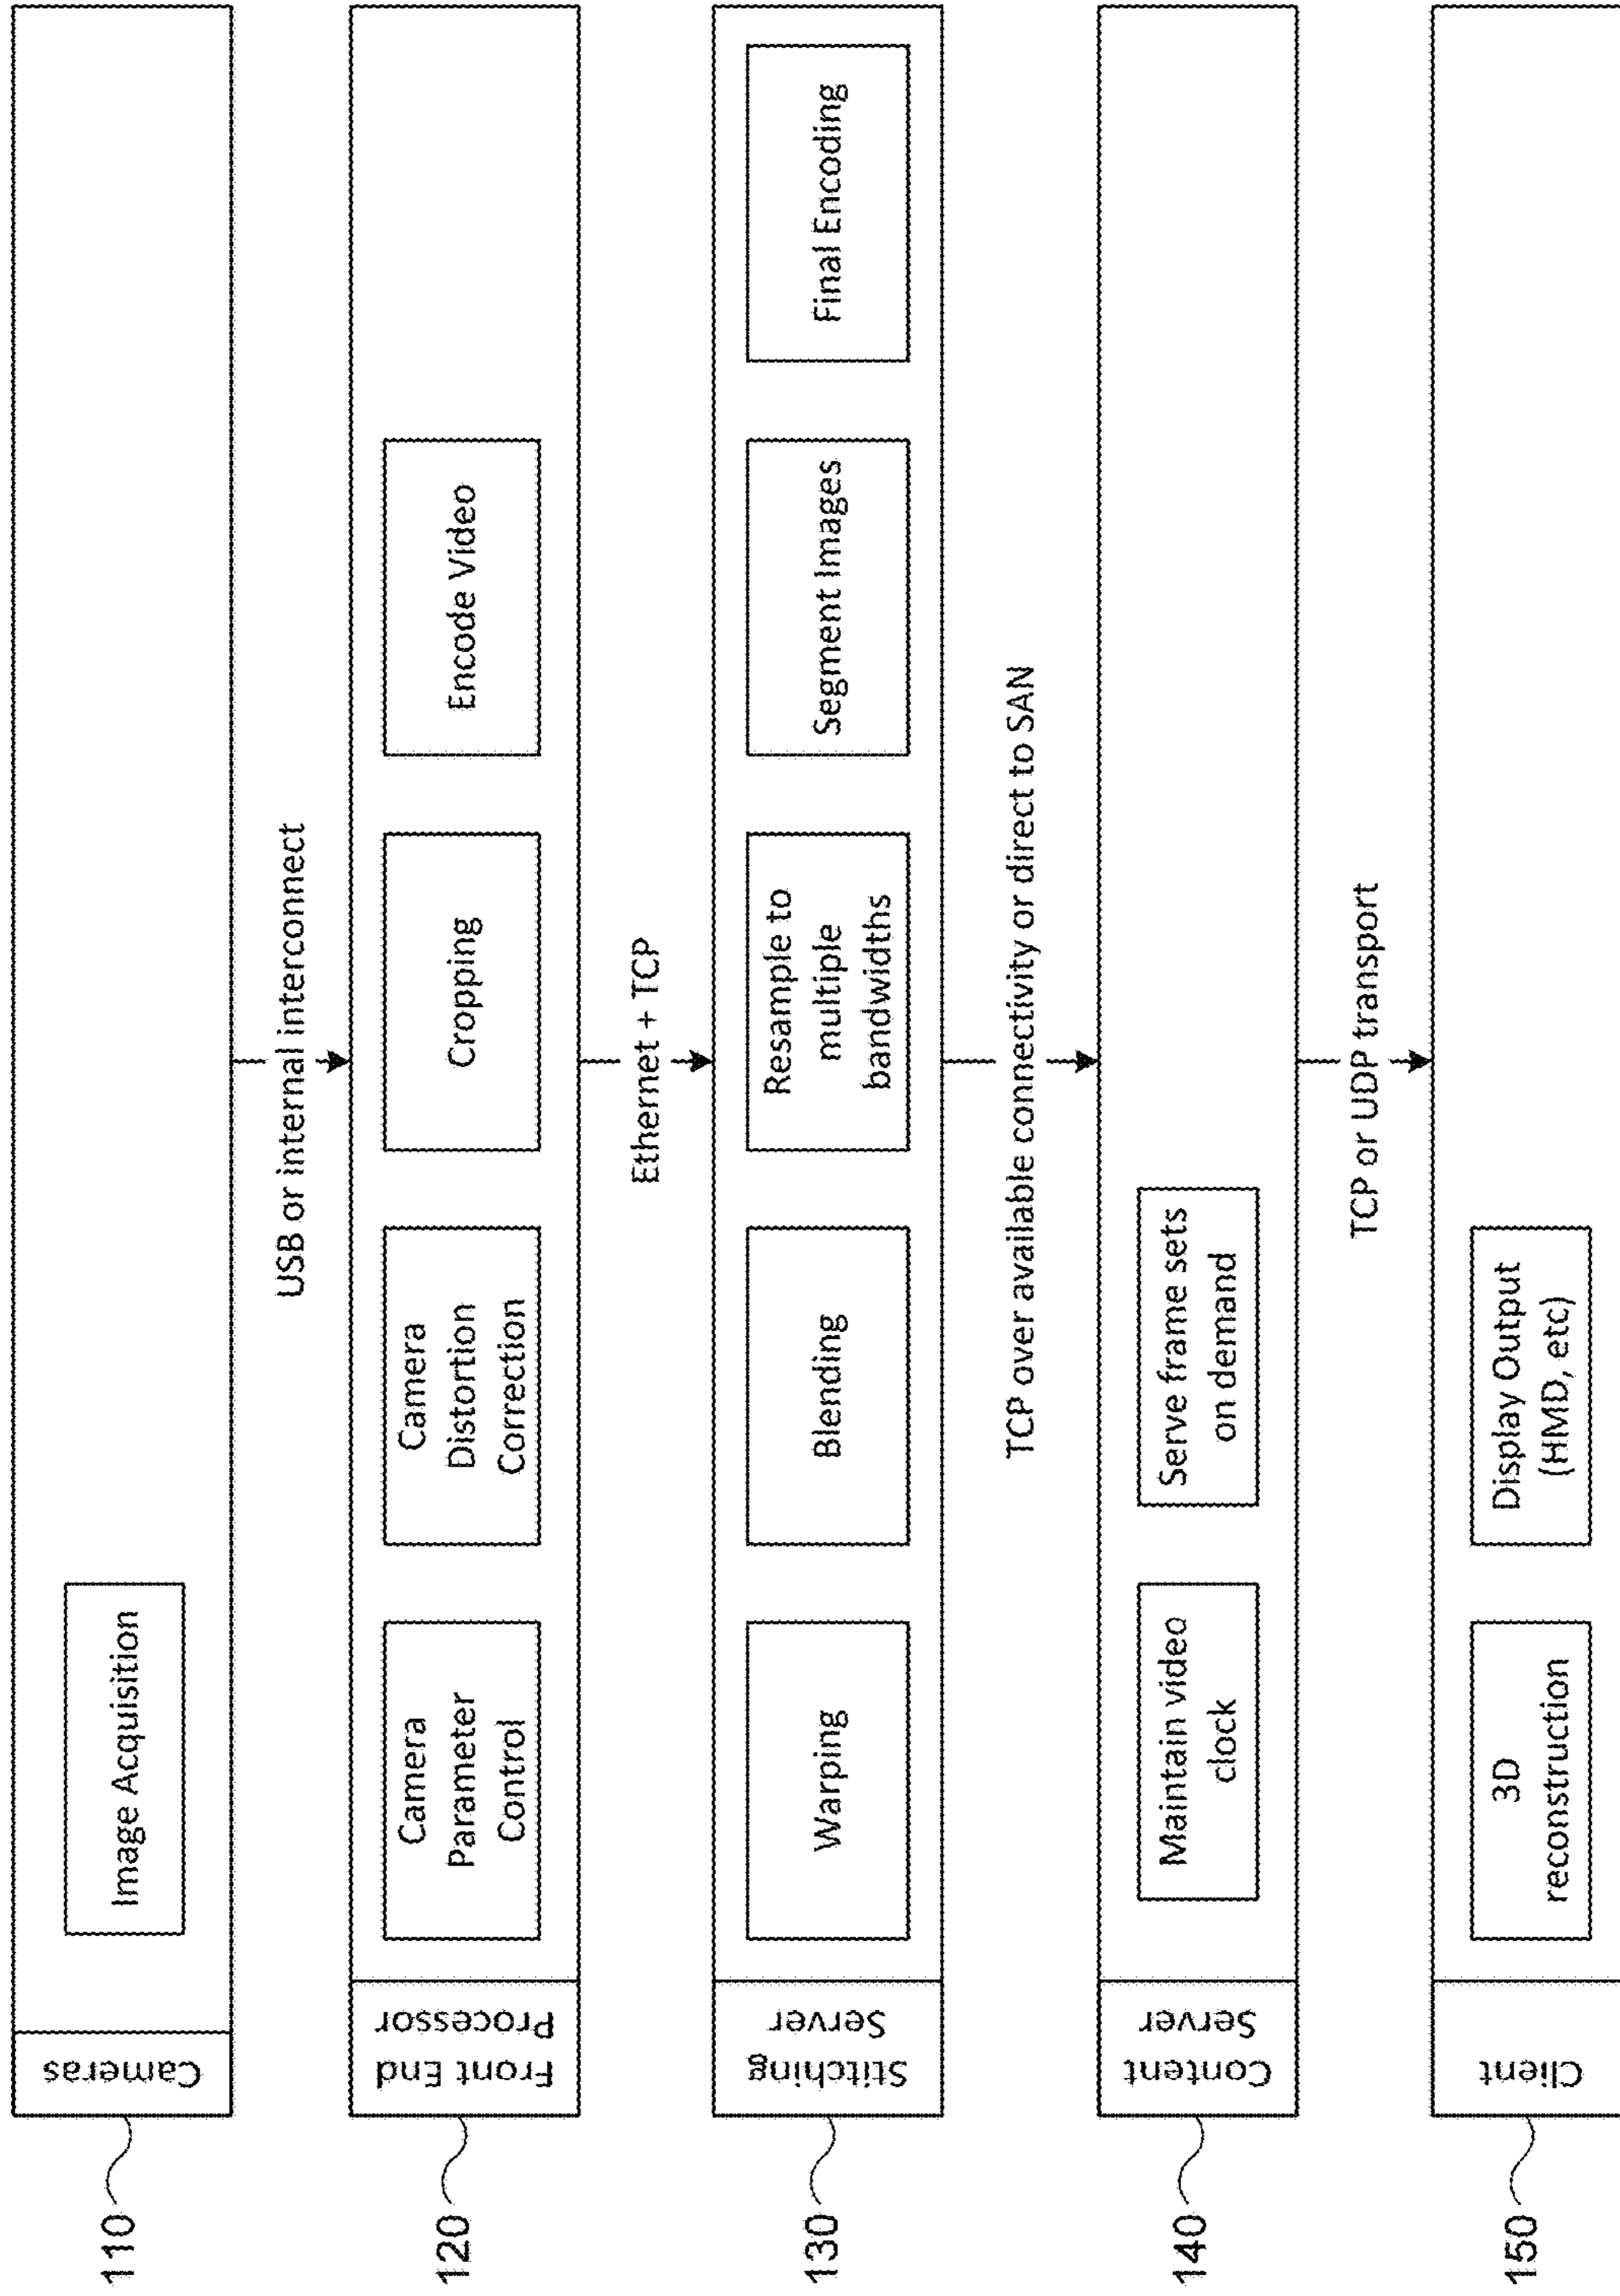 110
Cameras
Image Acquisition
USB or internal interconnect
120
Front End
Processor
Camera
Parameter
Control
Camera
Distortion
Correction
Cropping
Encode Video
Ethernet + TCP
130
Stitching
Server
Warping
Blending
Resample to
multiple
bandwidths
Segment Images
Final Encoding
TCP over available connectivity or direct to SAN
140
Content
Server
Maintain video
clock
Serve frame sets
on demand
TCP or UDP transport
150
Client
3D
reconstruction
Display Output
(HMD, etc)